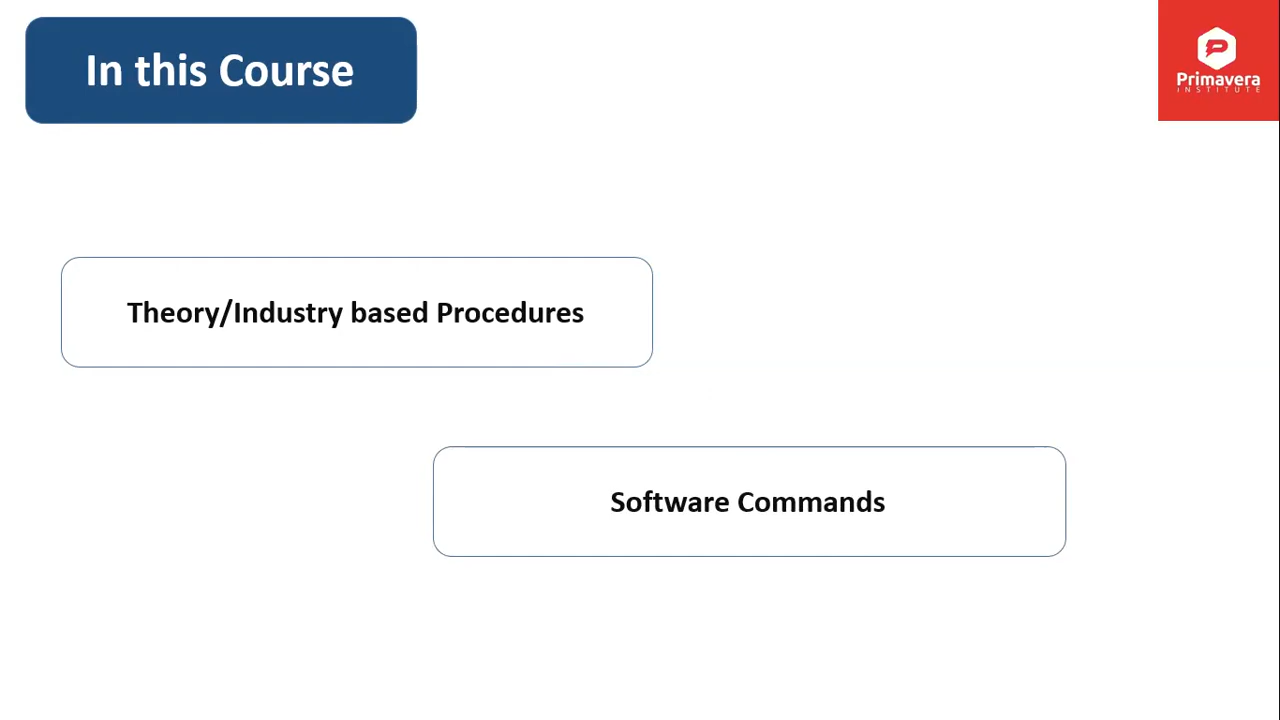 In this Course
Primavera
INSTITUTE
Theory/Industry based Procedures
Software Commands